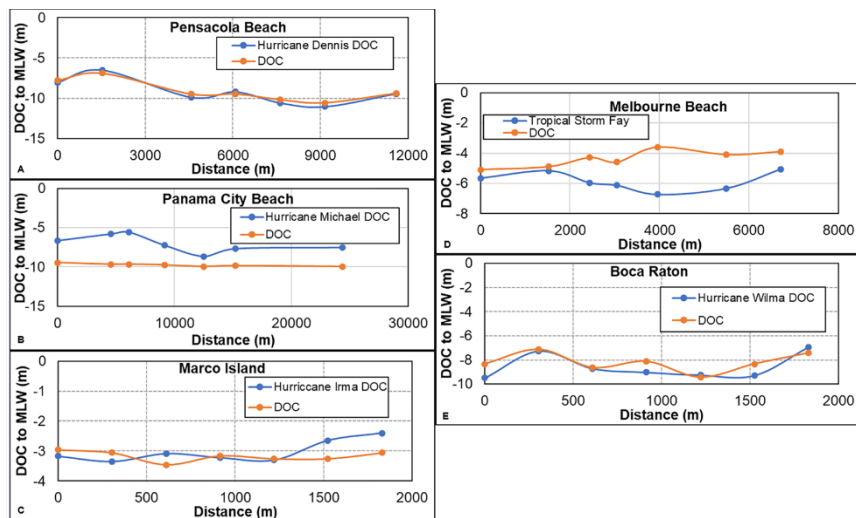 Pensacola Beach
Hurricane Dennis DOC
DOC
DOC to MLW (m)
0
-5
-10
-15
0 3000 6000 9000 12000
Distance (m)
A
Panama City Beach
Hurricane Michael DOC
DOC
DOC to MLW (m)
0
-5
-10
-15
0 10000 20000 30000
Distance (m)
B
Marco Island
Hurriccane Irma DOC
DOC
DOC to MLW (m)
0
-1
-2
-3
-4
-5
0 500 1000 1500 2000
Distance (m)
C
Melbourne Beach
Tropical Storm Fay
DOC
DOC to MLW (m)
0
-2
-4
-6
-8
0 2000 4000 6000 8000
Distance (m)
D
Boca Raton
Hurricane Wilma DOC
DOC
DOC to MLW (m)
0
-2
-4
-6
-8
-10
0 500 1000 1500 2000
Distance (m)
E